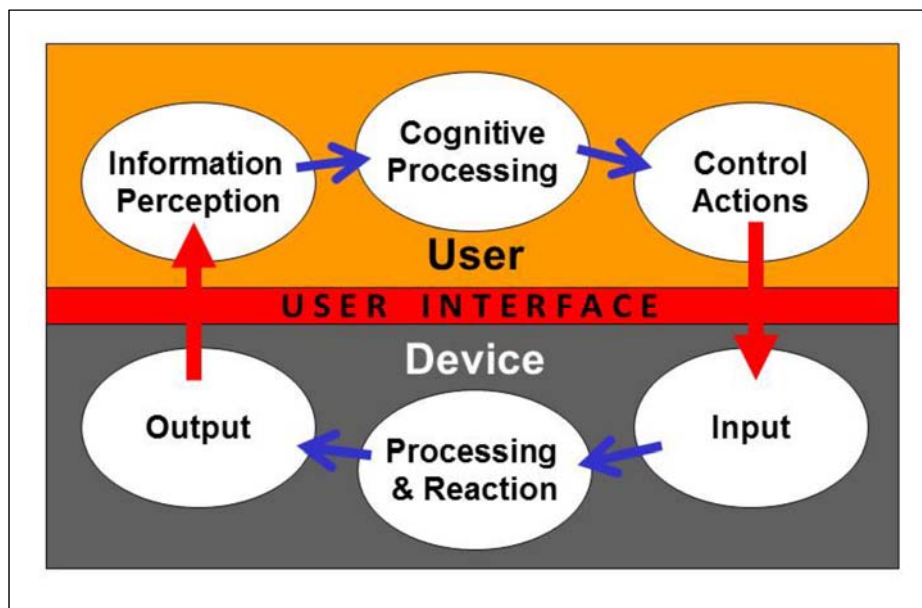 Information
Perception
Cognitive
Processing
Control
Actions
User
USER INTERFACE
Device
Output
Processing
& Reaction
Input